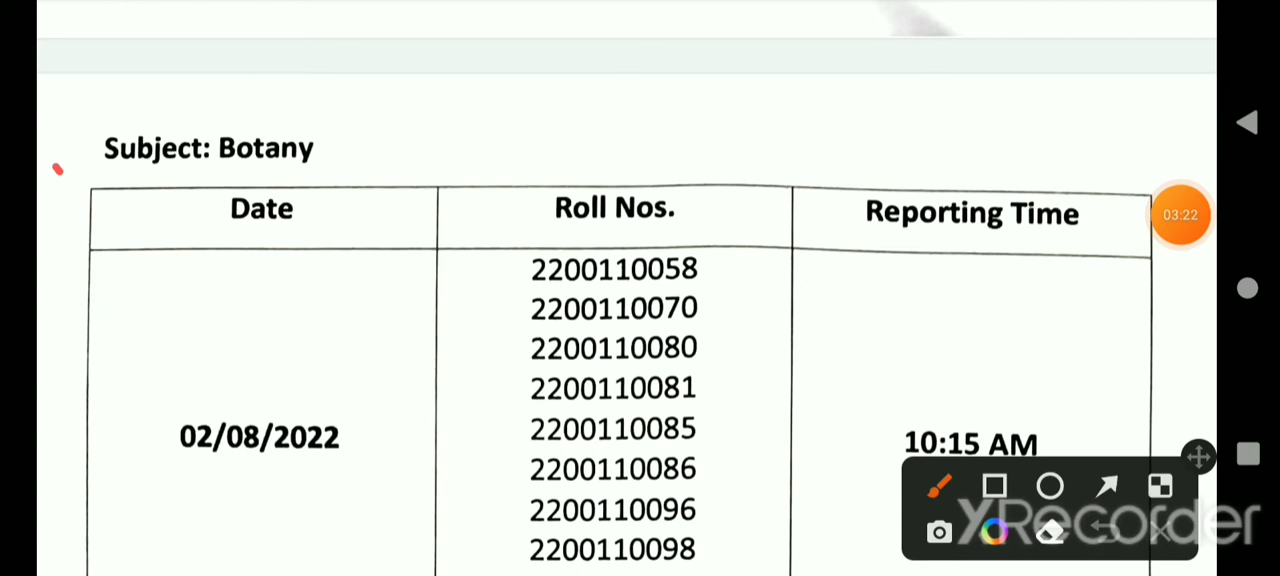 Subject: Botany
Date Roll Nos. Reporting Time
03:22
2200110058
2200110070
2200110080
2200110081
2200110085
02/08/2022 10:15 AM
2200110086
2200110096
2200110098
XRecorder